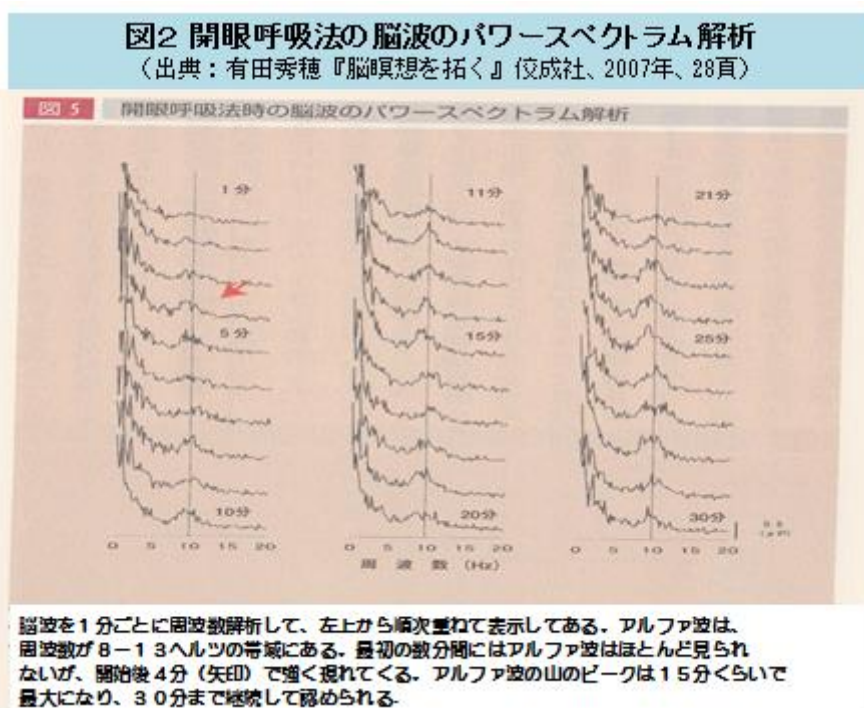 図2 開眼呼吸法の脳波のパワースペクトラム解析
（出典：有田秀穂『脳瞑想を拓く』佼成社、2007年、28頁）
図 5 開眼呼吸法時の脳波のパワースペクトラム解析
1分 11分 21分
5分 15分 25分
10分 20分 30分
0 5 10 15 20 0 5 10 15 20 0 5 10 15 20
周 波 数 (Hz)
脳波を1分ごとに周波数解析して、左上から順次重ねて表示してある。アルファ波は、
周波数が8－13ヘルツの帯域にある。最初の数分間にはアルファ波はほとんど見られ
ないが、開始後4分（矢印）で強く現れてくる。アルファ波の山のピークは15分くらいで
最大になり、30分まで継続して認められる。